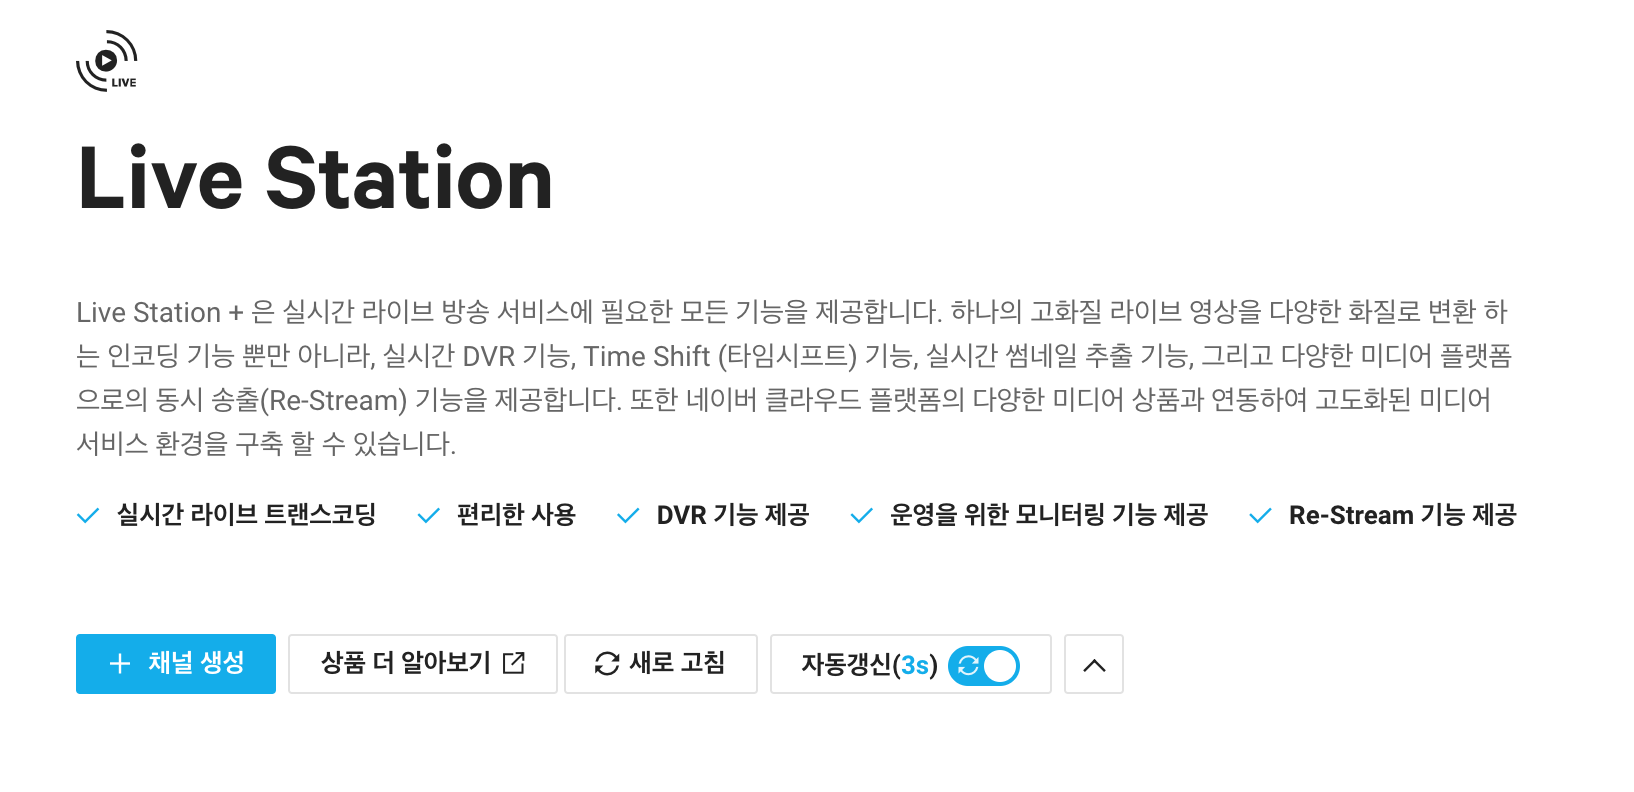 LIVE
Live Station
Live Station + 은 실시간 라이브 방송 서비스에 필요한 모든 기능을 제공합니다. 하나의 고화질 라이브 영상을 다양한 화질로 변환 하
는 인코딩 기능 뿐만 아니라, 실시간 DVR 기능, Time Shift (타임시프트) 기능, 실시간 썸네일 추출 기능, 그리고 다양한 미디어 플랫폼
으로의 동시 송출(Re-Stream) 기능을 제공합니다. 또한 네이버 클라우드 플랫폼의 다양한 미디어 상품과 연동하여 고도화된 미디어
서비스 환경을 구축 할 수 있습니다.
실시간 라이브 트랜스코딩 편리한 사용 DVR 기능 제공 운영을 위한 모니터링 기능 제공 Re-Stream 기능 제공
채널 생성 상품 더 알아보기 새로 고침 자동갱신(3s)